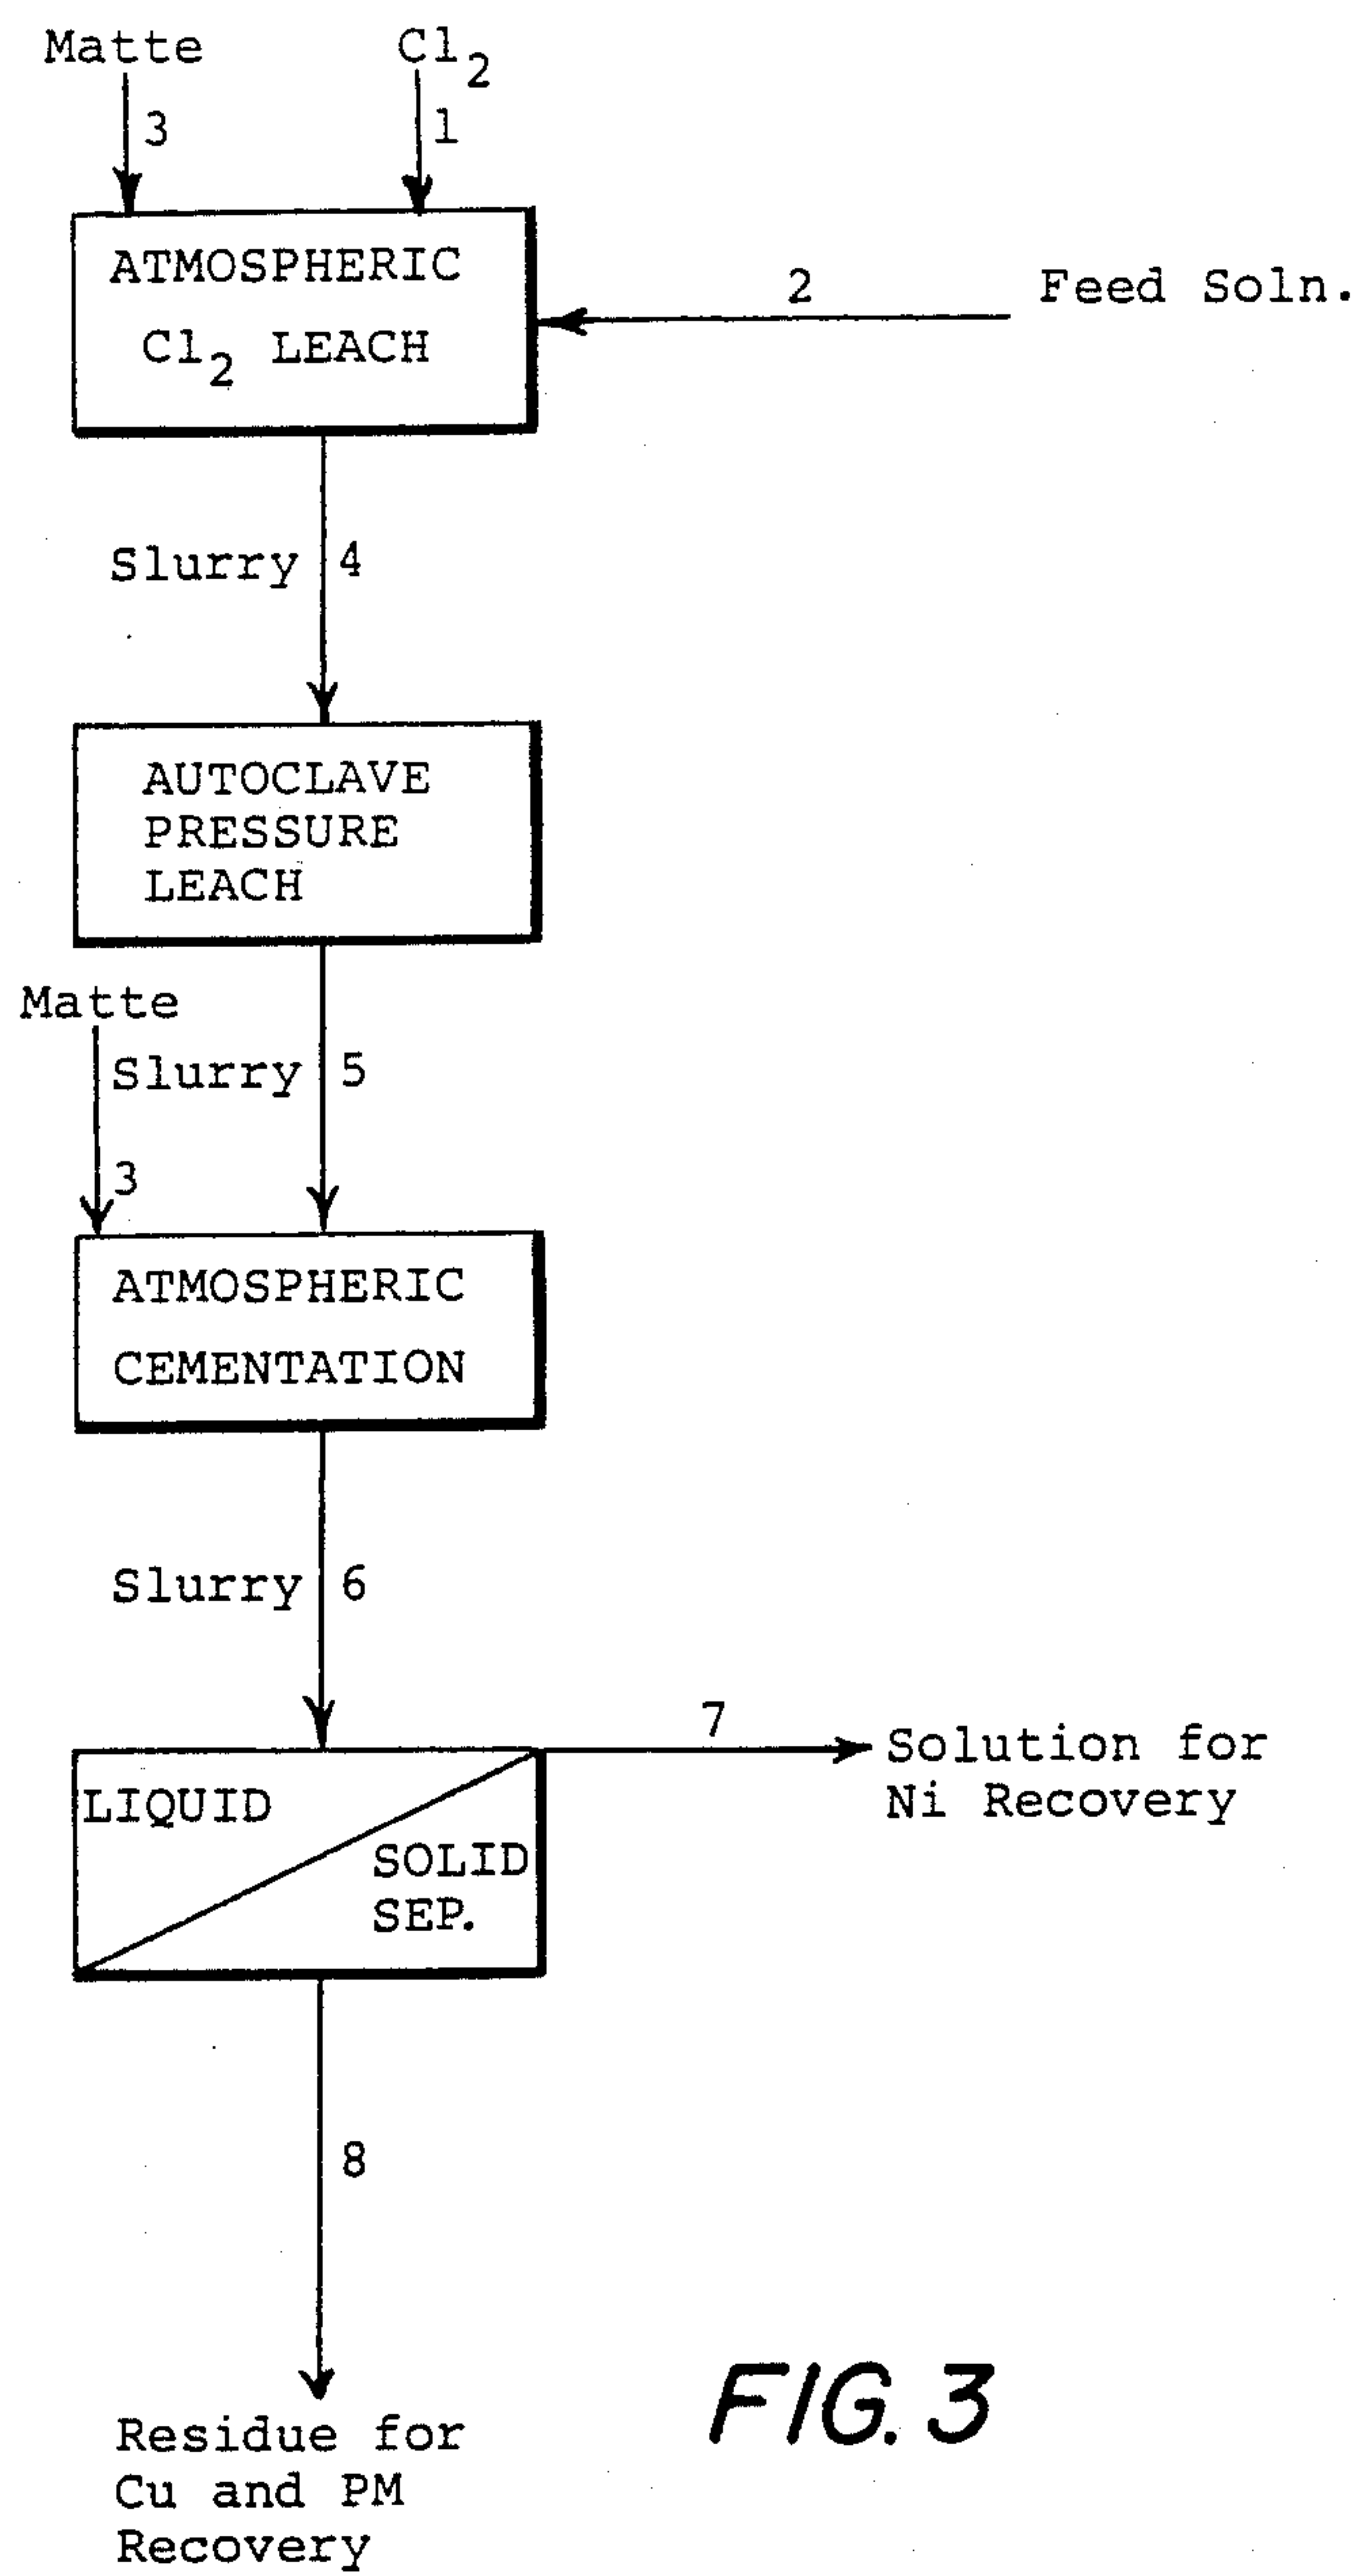 Matte
Cl2
3
1
ATMOSPHERIC
Cl2 LEACH
2
Feed Soln.
Slurry 4
AUTOCLAVE
PRESSURE
LEACH
Matte
Slurry 5
3
ATMOSPHERIC
CEMENTATION
Slurry 6
7
Solution for
Ni Recovery
LIQUID
SOLID
SEP.
8
Residue for
Cu and PM
Recovery
FIG. 3